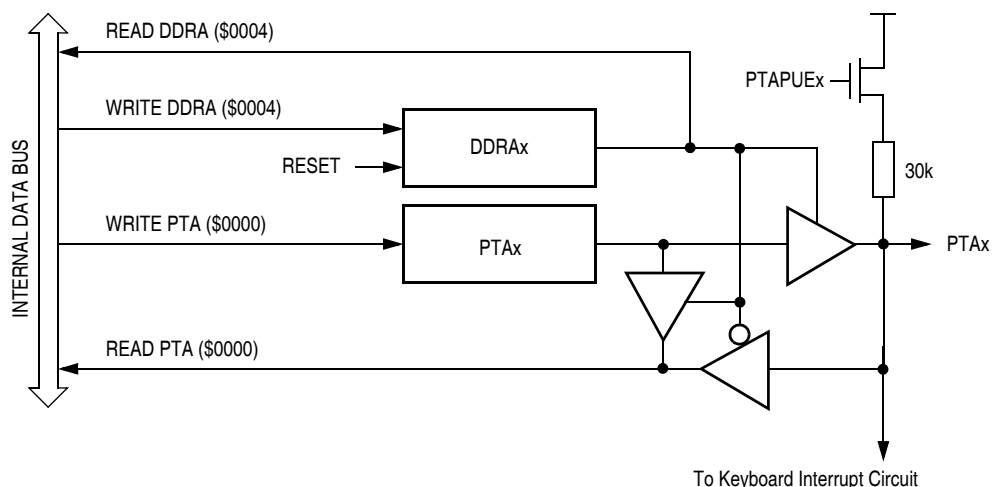 READ DDRA ($0004)
PTAPUEx
WRITE DDRA ($0004)
DDRAx
RESET
30k
INTERNAL DATA BUS
WRITE PTA ($0000)
PTAx
PTAx
READ PTA ($0000)
To Keyboard Interrupt Circuit